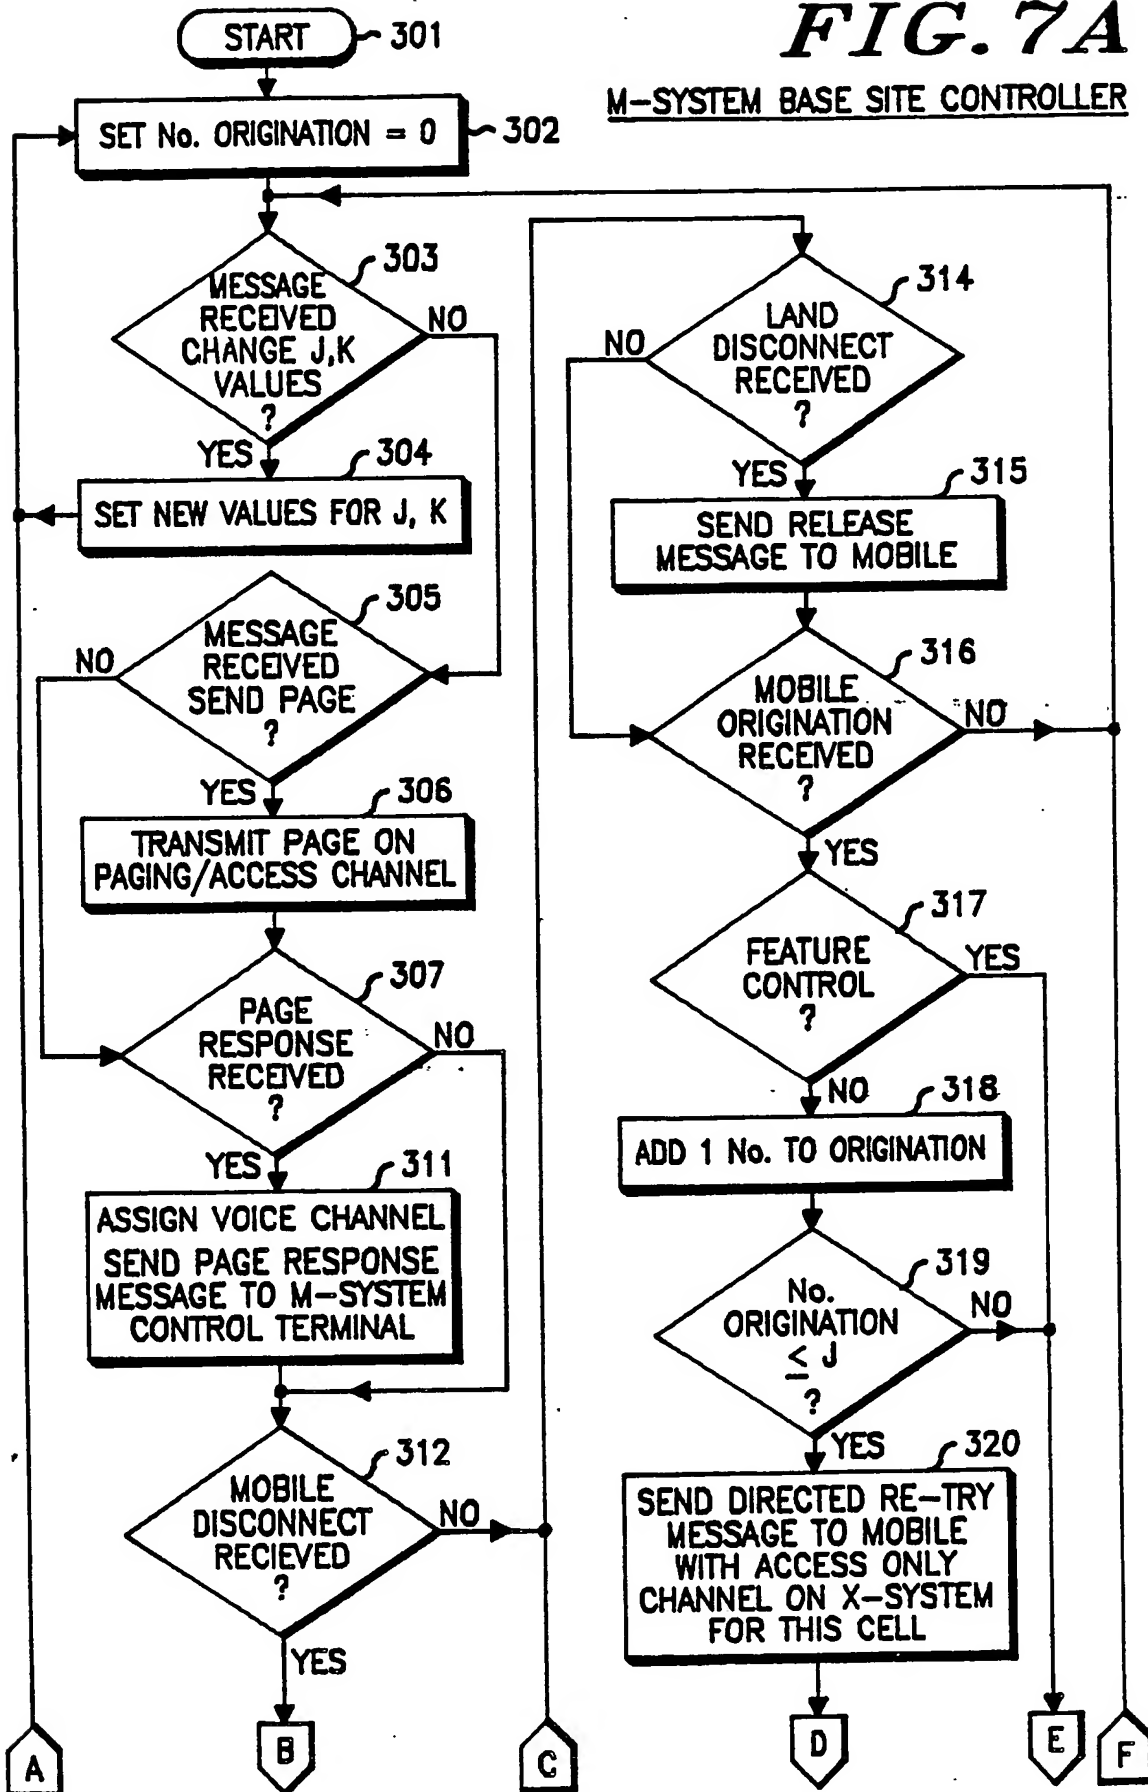 FIG. 7A
M-SYSTEM BASE SITE CONTROLLER
START
301
SET No. ORIGINATION = 0
302
303
MESSAGE
RECEIVED
CHANGE J,K
VALUES
?
NO
YES
304
SET NEW VALUES FOR J, K
305
MESSAGE
RECEIVED
SEND PAGE
?
NO
YES
306
TRANSMIT PAGE ON
PAGING/ACCESS CHANNEL
307
PAGE
RESPONSE
RECEIVED
?
NO
YES
311
ASSIGN VOICE CHANNEL
SEND PAGE RESPONSE
MESSAGE TO M-SYSTEM
CONTROL TERMINAL
312
MOBILE
DISCONNECT
RECIEVED
?
NO
YES
A
B
C
314
LAND
DISCONNECT
RECEIVED
?
NO
YES
315
SEND RELEASE
MESSAGE TO MOBILE
316
MOBILE
ORIGINATION
RECEIVED
?
NO
YES
317
FEATURE
CONTROL
?
YES
NO
318
ADD 1 No. TO ORIGINATION
319
No.
ORIGINATION
≤ J
?
NO
YES
320
SEND DIRECTED RE-TRY
MESSAGE TO MOBILE
WITH ACCESS ONLY
CHANNEL ON X-SYSTEM
FOR THIS CELL
D
E
F